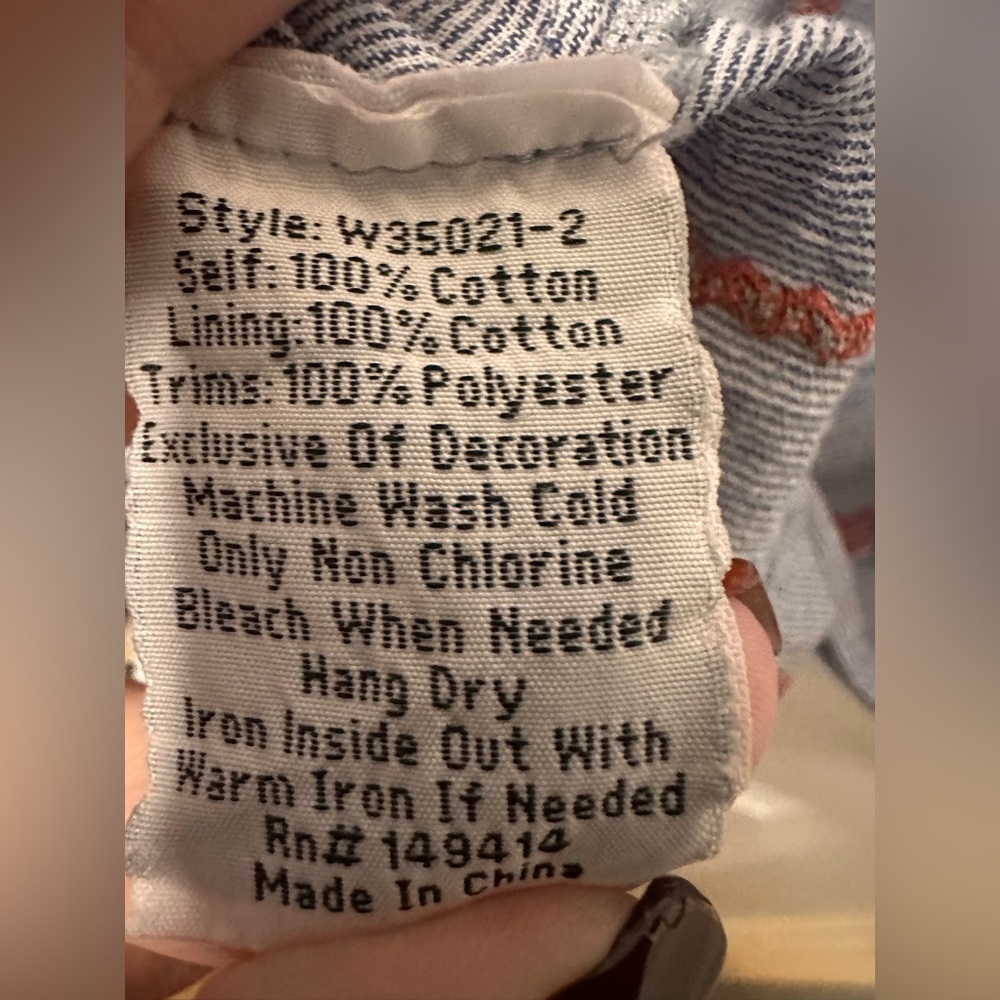 Style: W35021-2
Self: 100% Cotton
Lining: 100% Cotton
Trims: 100% Polyester
Exclusive Of Decoration
Machine Wash Cold
Only Non Chlorine
Bleach When Needed
Hang Dry
Iron Inside Out With
Warm Iron If Needed
Rn# 149414
Made In China